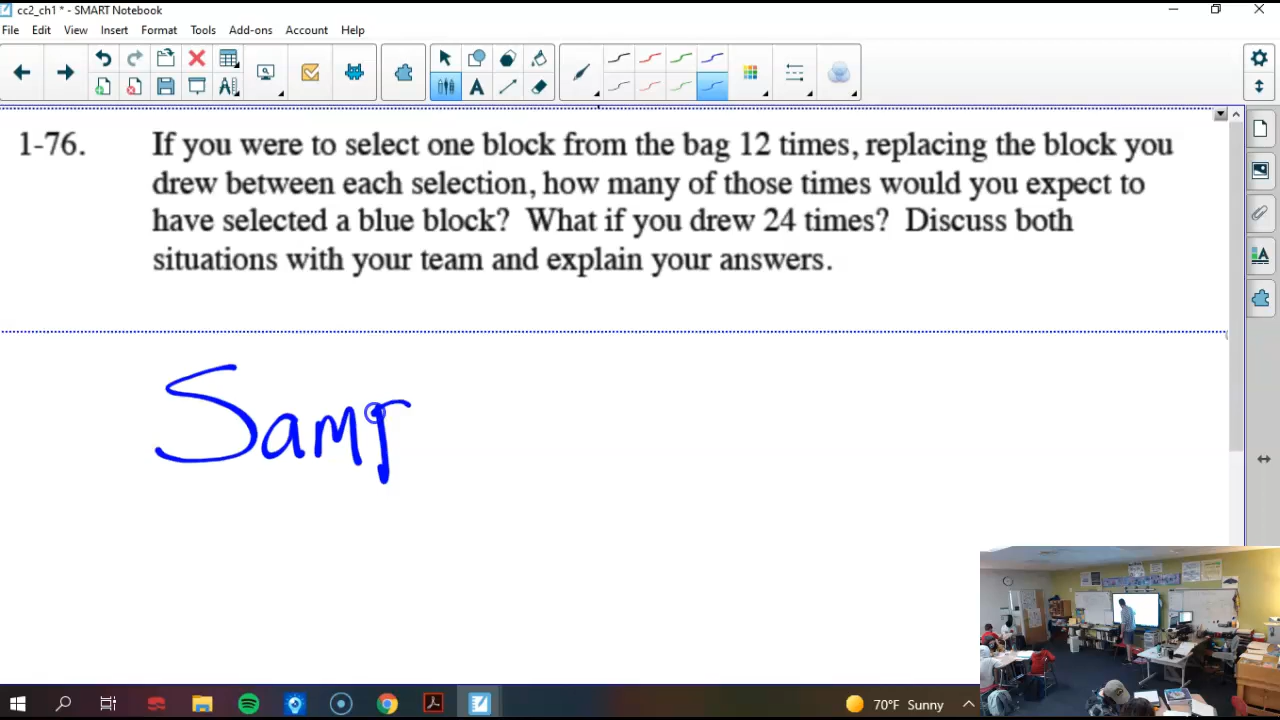 cc2_ch1 * - SMART Notebook
File Edit View Insert Format Tools Add-ons Account Help
1-76. If you were to select one block from the bag 12 times, replacing the block you
drew between each selection, how many of those times would you expect to
have selected a blue block? What if you drew 24 times? Discuss both
situations with your team and explain your answers.
Samp
70°F Sunny